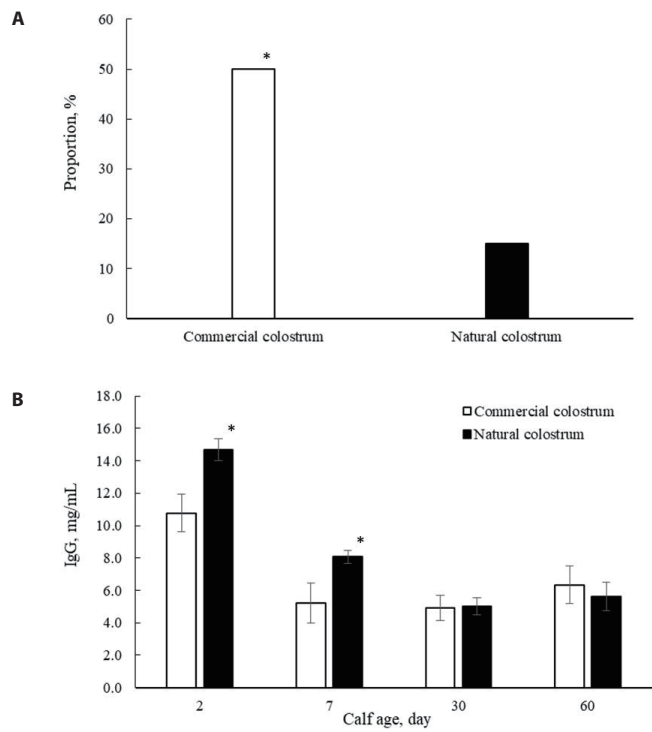 A
60
50
40
30
20
10
0
Proportion, %
*
Commercial colostrum Natural colostrum
B
18.0
16.0
14.0
12.0
10.0
8.0
6.0
4.0
2.0
0.0
IgG, mg/mL
Commercial colostrum
Natural colostrum
*
*
2 7 30 60
Calf age, day